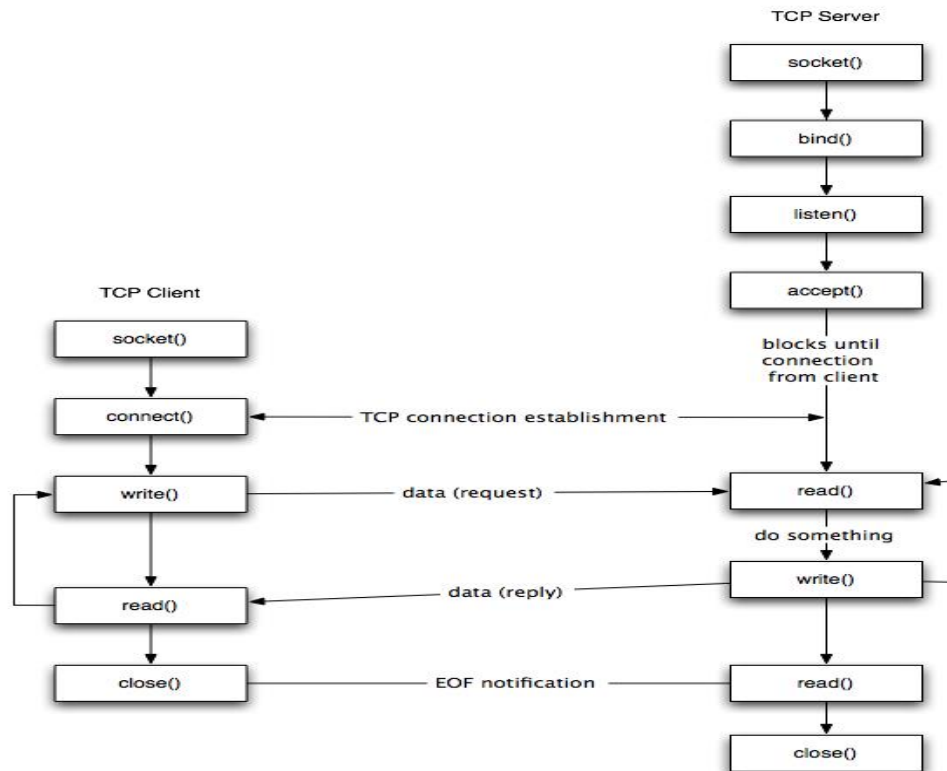 TCP Server
socket()
bind()
listen()
accept()
blocks until
connection
from client
TCP Client
socket()
connect()
TCP connection establishment
write()
data (request)
read()
do something
write()
data (reply)
read()
close()
EOF notification
read()
close()